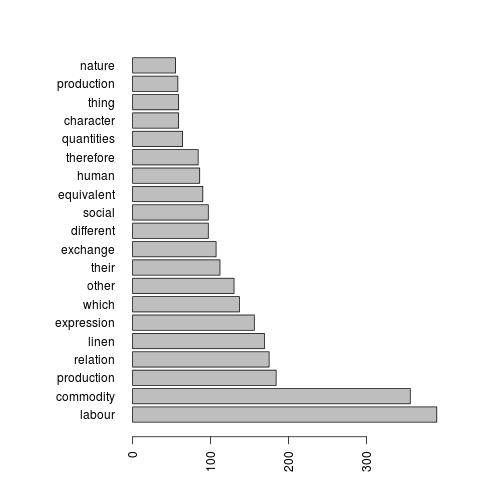 nature
production
thing
character
quantities
therefore
human
equivalent
social
different
exchange
their
other
which
expression
linen
relation
production
commodity
labour
0 100 200 300